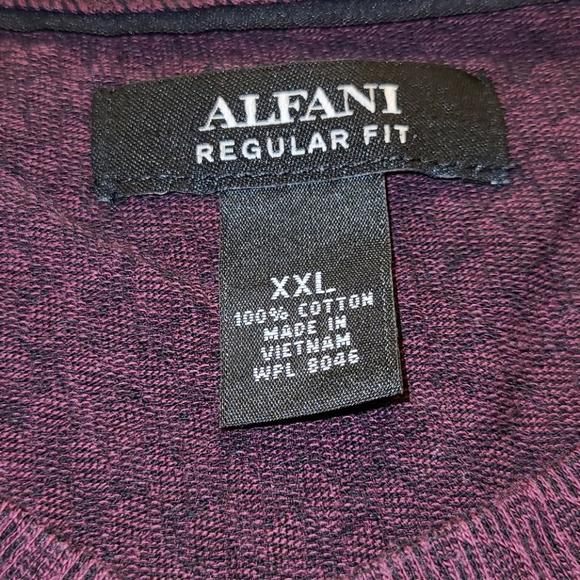 ALFANI
REGULAR FIT
XXL
100% COTTON
MADE IN
VIETNAM
WPL 8046